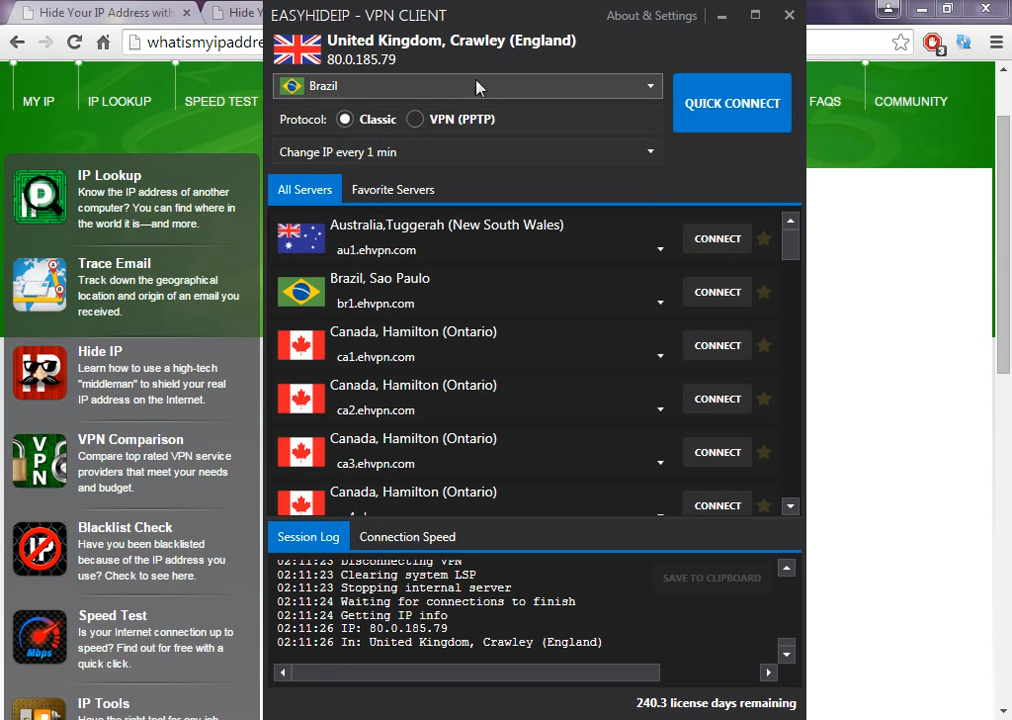 Hide Your IP Address with
Hide Y
whatismyipaddre
3
MY IP
IP LOOKUP
SPEED TEST
FAQS
COMMUNITY
IP Lookup
Know the IP address of another
computer? You can find where in
the world it is—and more.
Trace Email
Track down the geographical
location and origin of an email you
received.
Hide IP
Learn how to use a high-tech
"middleman" to shield your real
IP address on the Internet.
VPN Comparison
Compare top rated VPN service
providers that meet your needs
and budget.
Blacklist Check
Have you been blacklisted
because of the IP address you
use? Check to see here.
Speed Test
Is your Internet connection up to
speed? Find out for free with a
quick click.
IP Tools
EASYHIDEIP - VPN CLIENT
About & Settings
United Kingdom, Crawley (England)
80.0.185.79
Brazil
QUICK CONNECT
Protocol: Classic VPN (PPTP)
Change IP every 1 min
All Servers Favorite Servers
Australia,Tuggerah (New South Wales)
au1.ehvpn.com
CONNECT
Brazil, Sao Paulo
br1.ehvpn.com
CONNECT
Canada, Hamilton (Ontario)
ca1.ehvpn.com
CONNECT
Canada, Hamilton (Ontario)
ca2.ehvpn.com
CONNECT
Canada, Hamilton (Ontario)
ca3.ehvpn.com
CONNECT
Canada, Hamilton (Ontario)
CONNECT
Session Log Connection Speed
02:11:23 Disconnecting VPN
02:11:23 Clearing system LSP
02:11:23 Stopping internal server
02:11:24 Waiting for connections to finish
02:11:24 Getting IP info
02:11:26 IP: 80.0.185.79
02:11:26 In: United Kingdom, Crawley (England)
SAVE TO CLIPBOARD
240.3 license days remaining